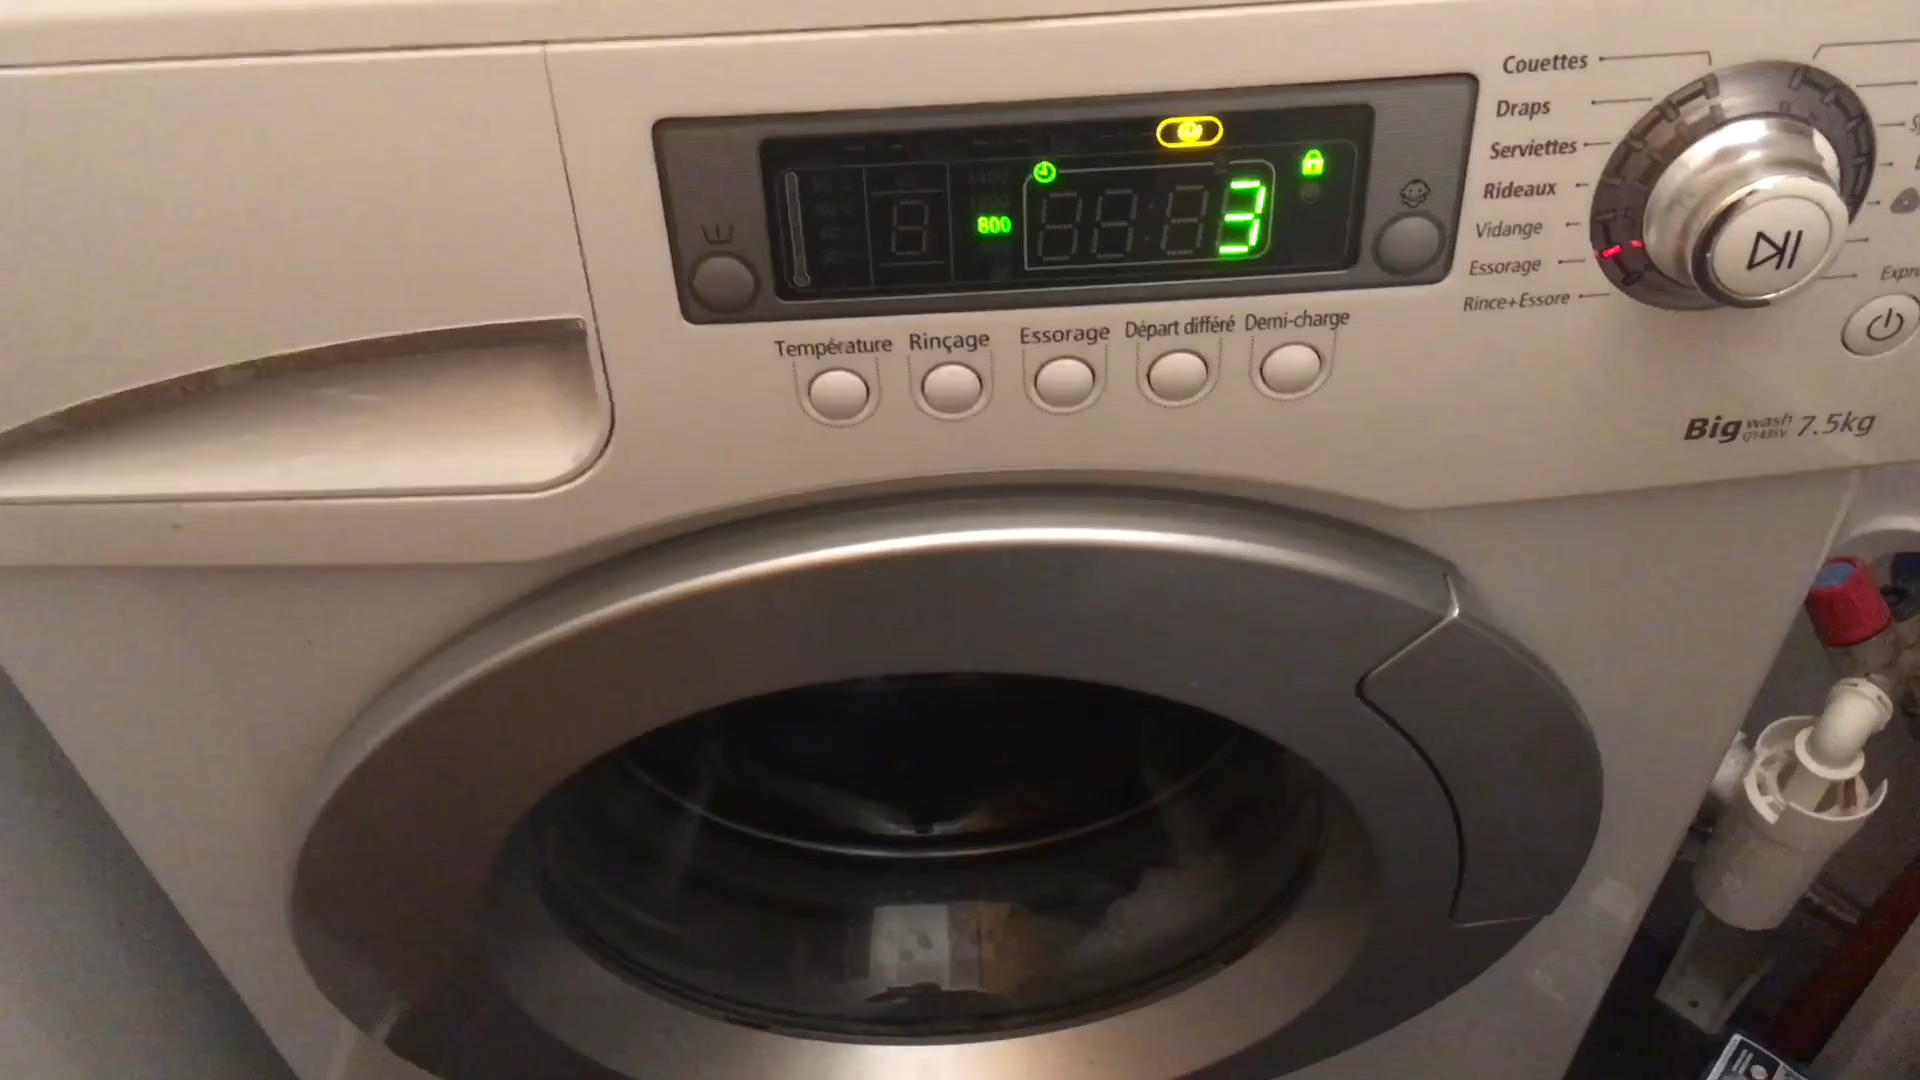 Couettes
Draps
Serviettes
Rideaux
Vidange
Essorage
Rince+Essore
800
3
Température
Rinçage
Essorage
Départ différé
Demi-charge
Big wash 7.5kg
Q1435V